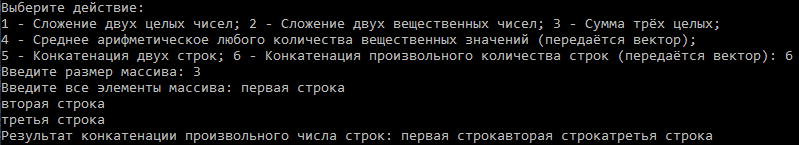 Выберите действие:
1 - Сложение двух целых чисел; 2 - Сложение двух вещественных чисел; 3 - Сумма трёх целых;
4 - Среднее арифметическое любого количества вещественных значений (передаётся вектор);
5 - Конкатенация двух строк; 6 - Конкатенация произвольного количества строк (передаётся вектор): 6
Введите размер массива: 3
Введите все элементы массива: первая строка
вторая строка
третья строка
Результат конкатенации произвольного числа строк: первая строкавторая строкатретья строка